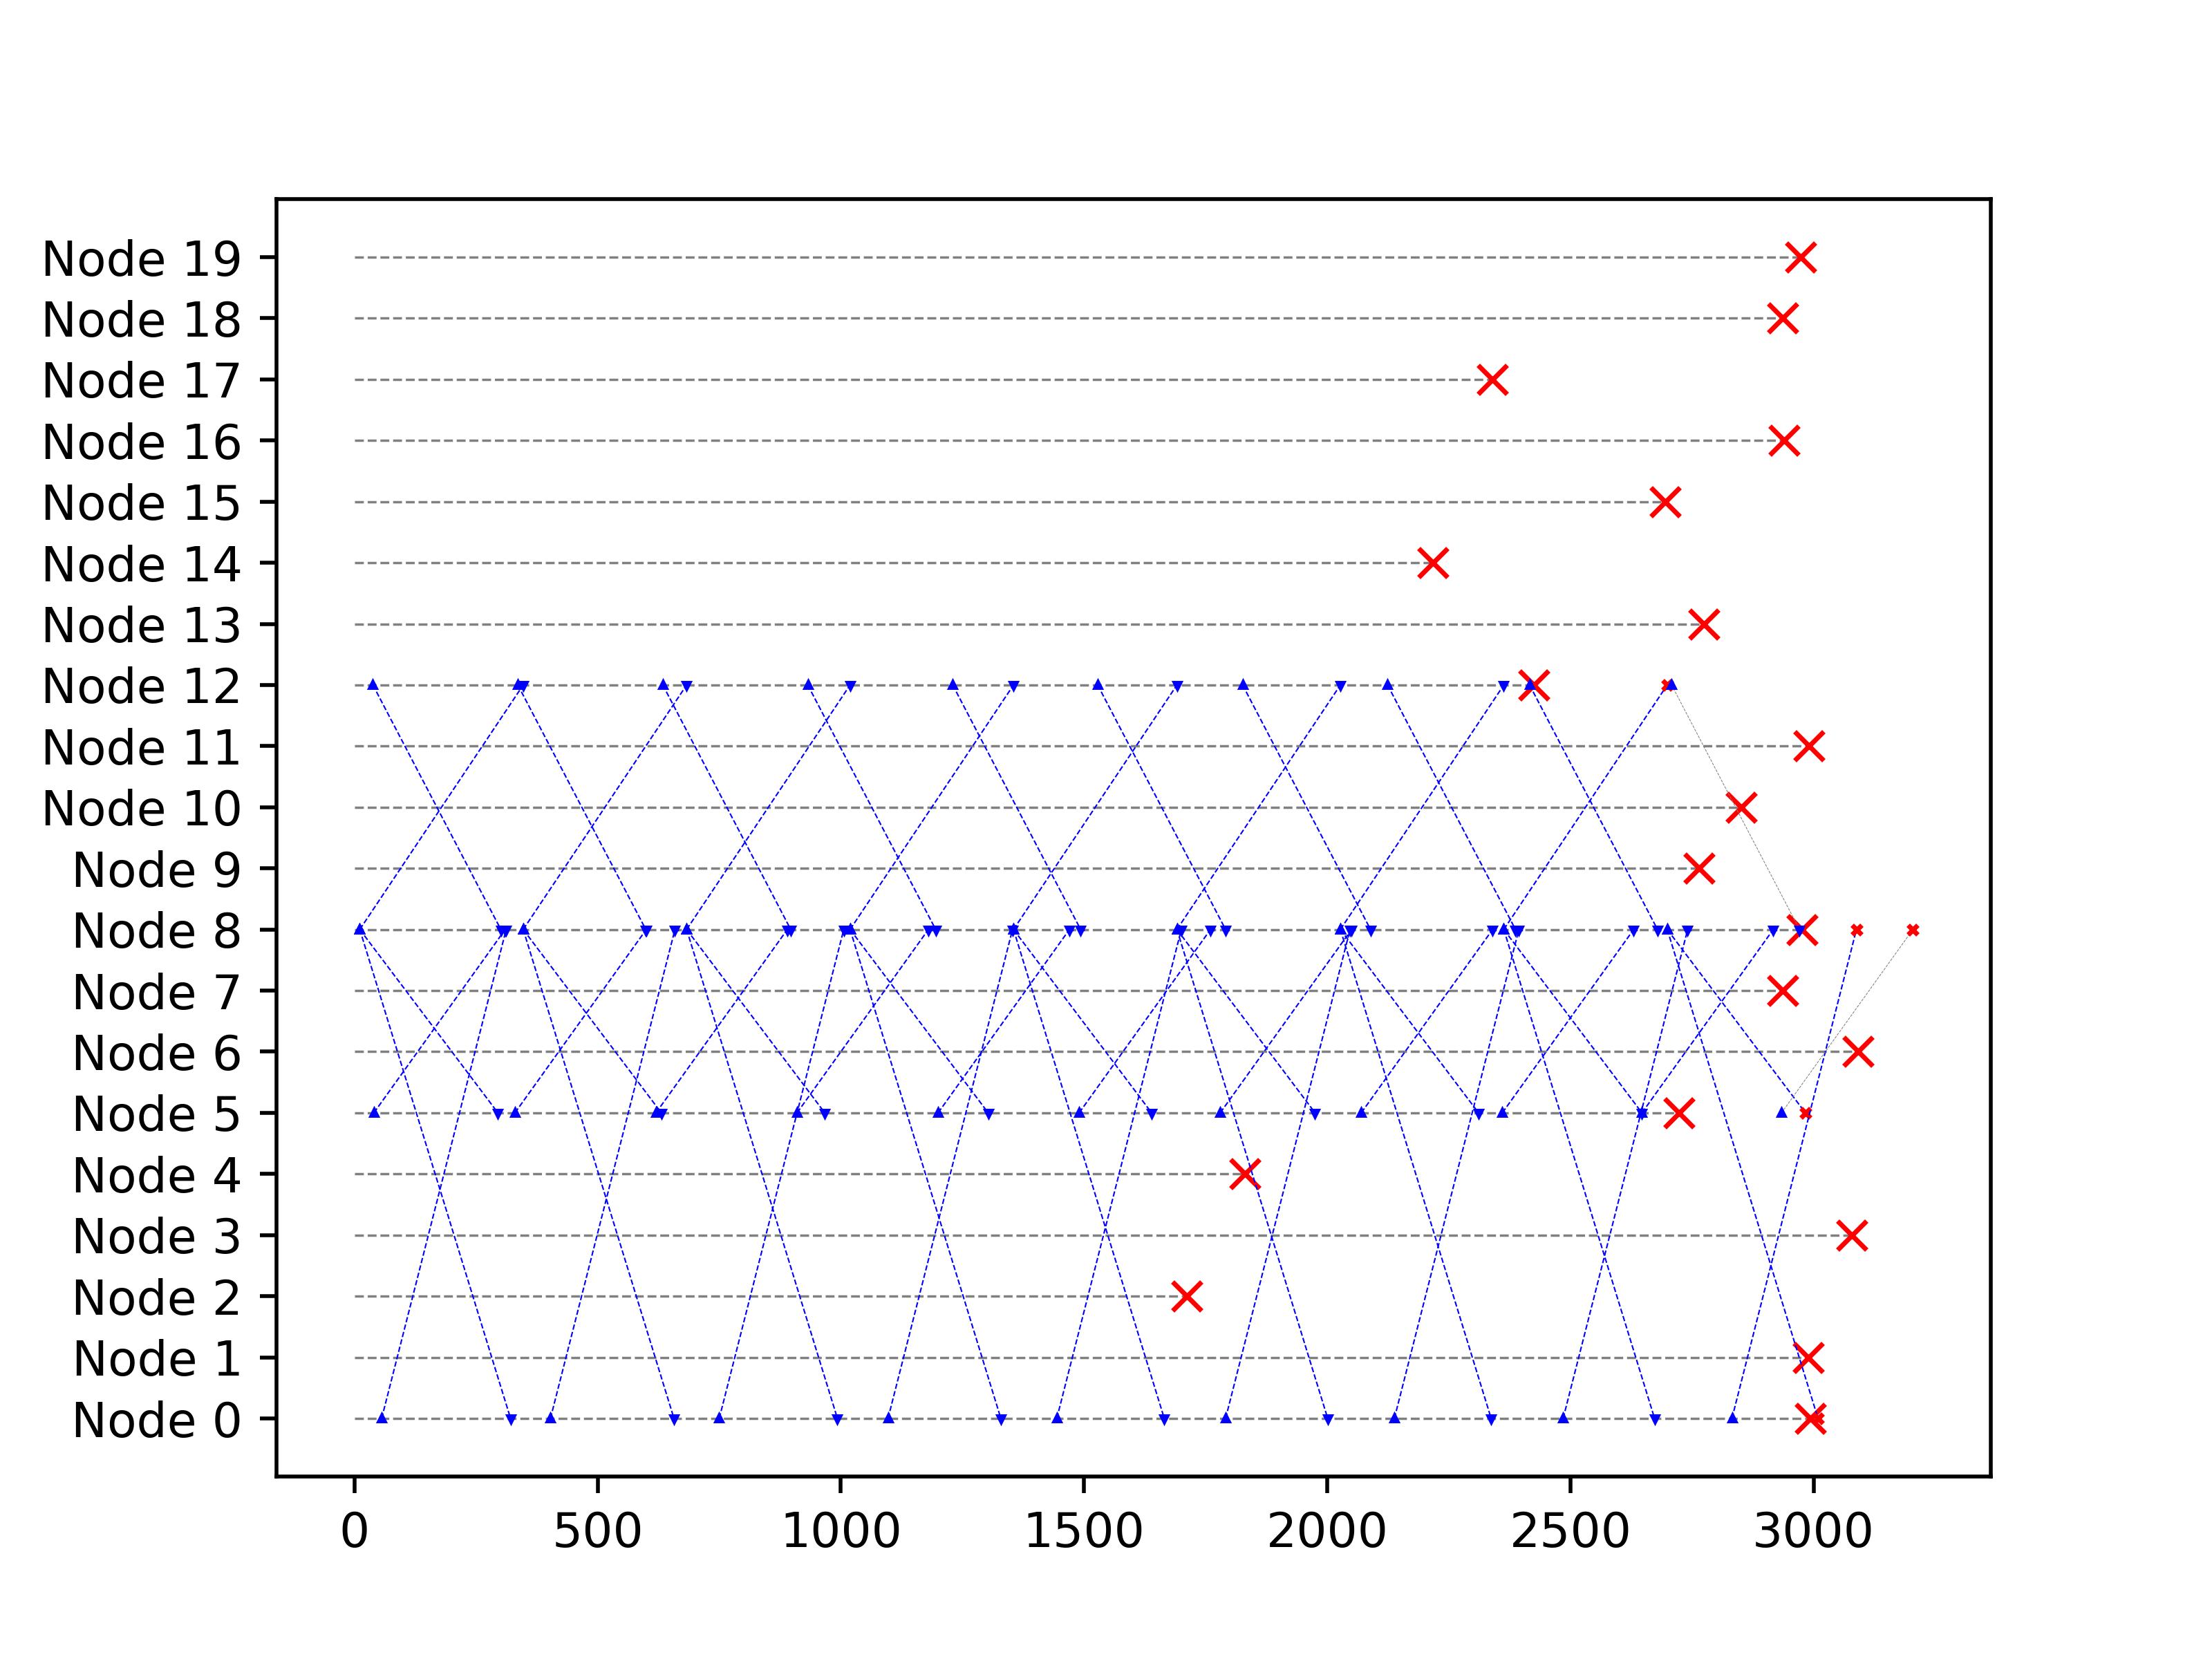 Node 19
Node 18
Node 17
Node 16
Node 15
Node 14
Node 13
Node 12
Node 11
Node 10
Node 9
Node 8
Node 7
Node 6
Node 5
Node 4
Node 3
Node 2
Node 1
Node 0
0 500 1000 1500 2000 2500 3000